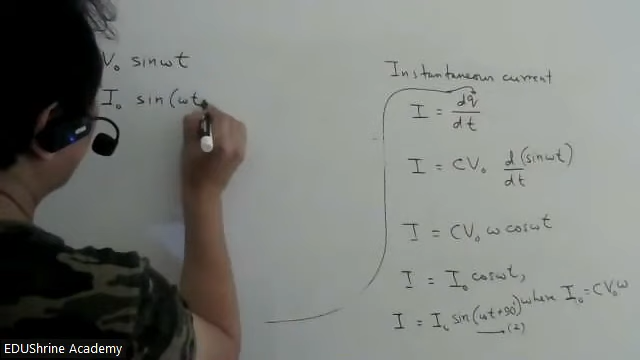 V₀ sinωt
I₀ sin(ωt
Instantaneous current
I = dq/dt
I = CV₀ d/dt (sinωt)
I = CV₀ ω cosωt
I = I₀ cosωt,
where I₀ = CV₀ω
I = I₀ sin(ωt+90) (2)
EDUShrine Academy